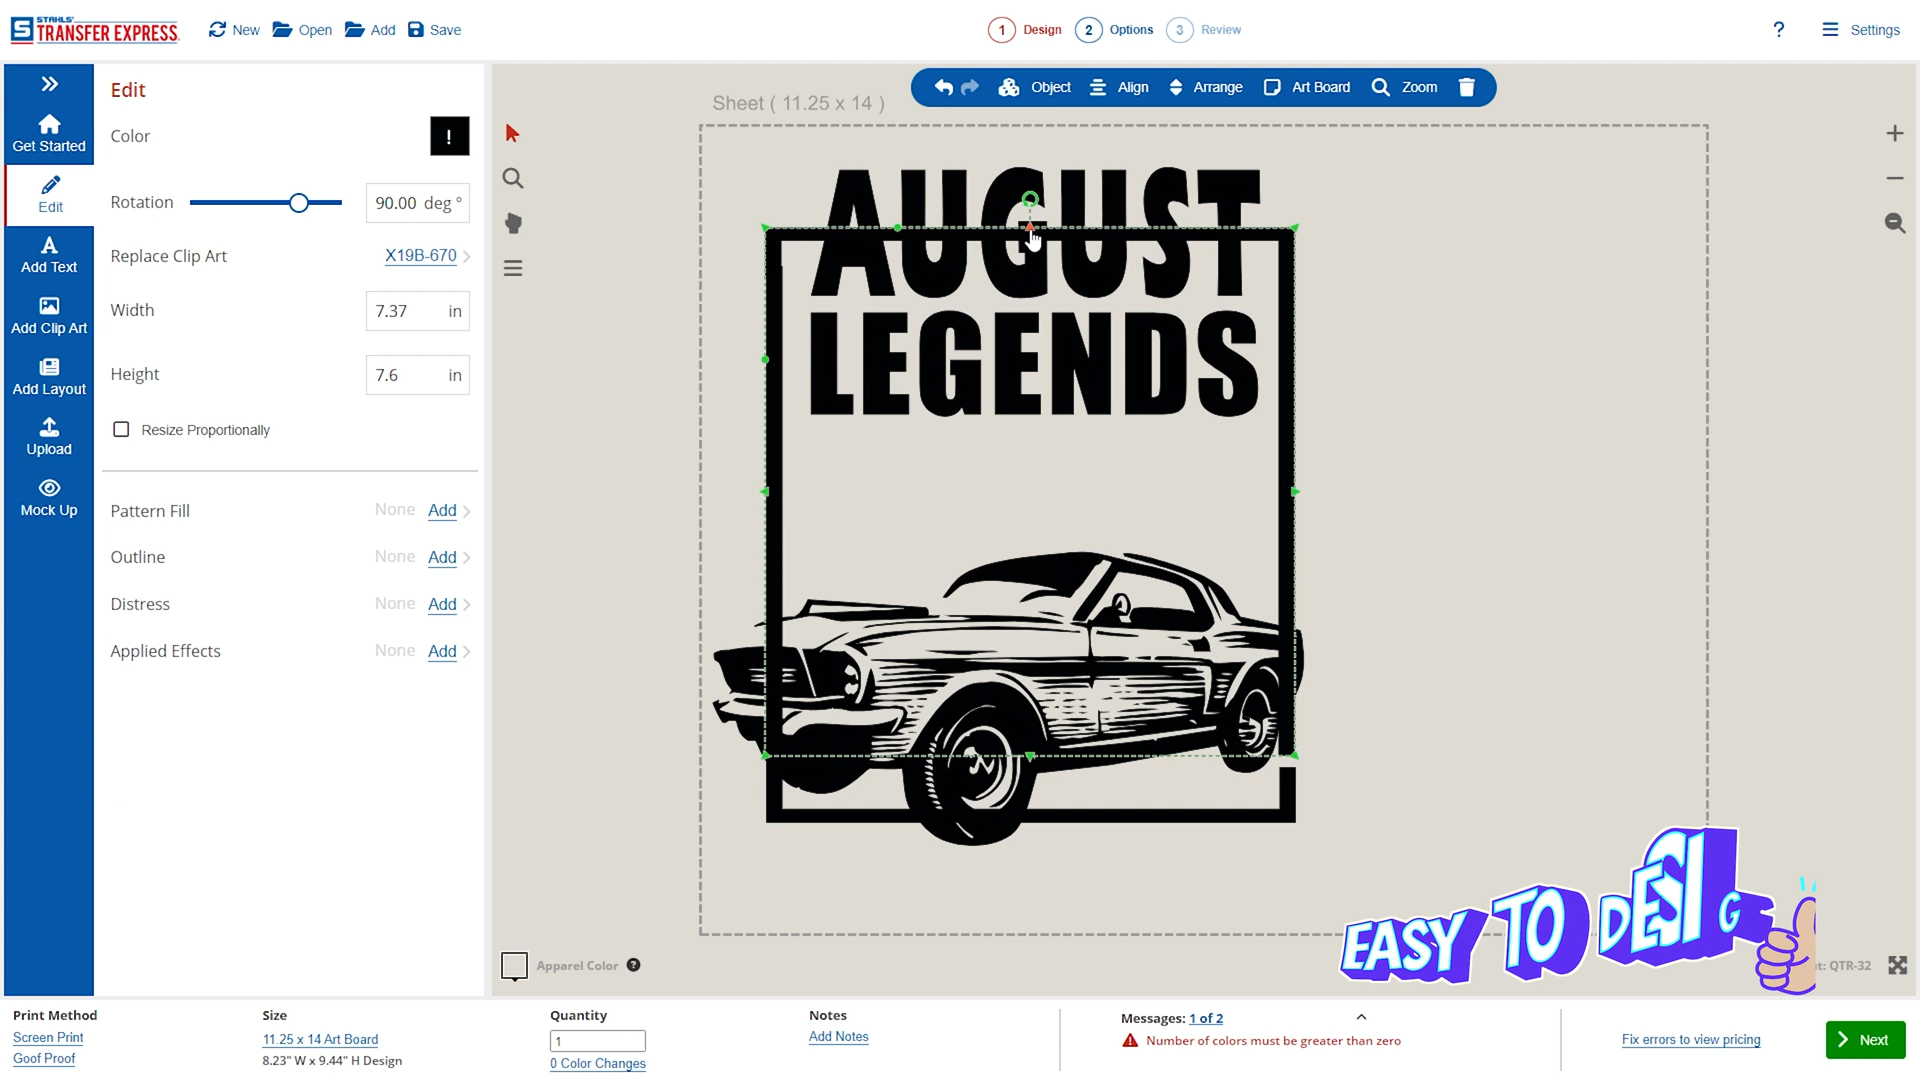 STAHLS'
TRANSFER EXPRESS
New
Open
Add
Save
1 Design
2 Options
3 Review
?
Settings
Get Started
Edit
Add Text
Add Clip Art
Add Layout
Upload
Mock Up
Edit
Color
!
Rotation
90.00 deg °
Replace Clip Art
X19B-670
Width
7.37 in
Height
7.6 in
Resize Proportionally
Pattern Fill None Add
Outline None Add
Distress None Add
Applied Effects None Add
Sheet ( 11.25 x 14 )
Object
Align
Arrange
Art Board
Zoom
AUGUST
LEGENDS
EASY TO DESIG
Apparel Color ?
t: QTR-32
Print Method
Screen Print
Goof Proof
Size
11.25 x 14 Art Board
8.23" W x 9.44" H Design
Quantity
1
0 Color Changes
Notes
Add Notes
Messages: 1 of 2
Number of colors must be greater than zero
Fix errors to view pricing
Next